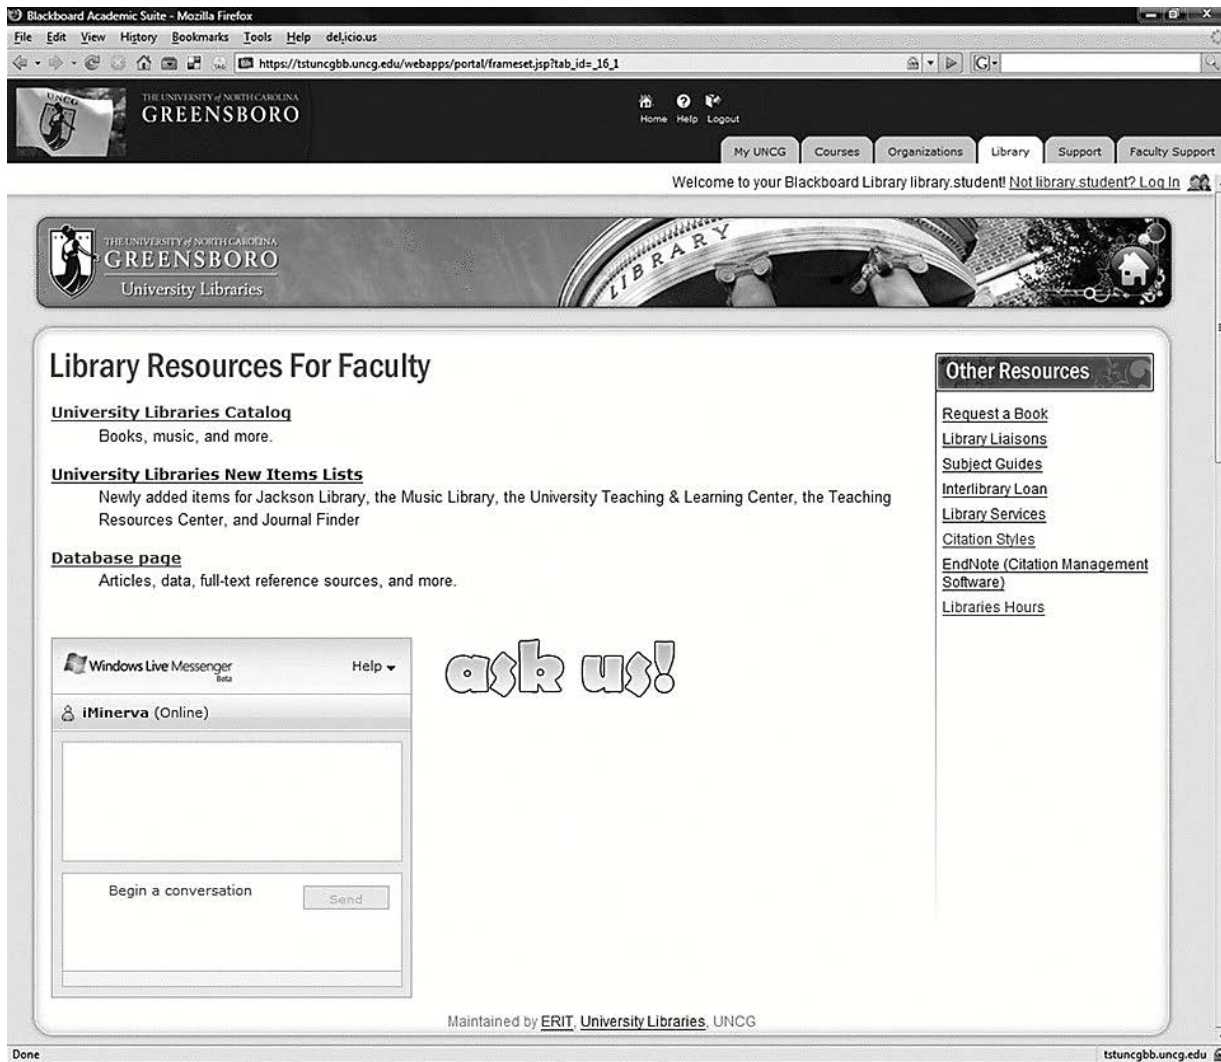 Blackboard Academic Suite - Mozilla Firefox
File Edit View History Bookmarks Tools Help del.icio.us
https://tstuncgbb.uncg.edu/webapps/portal/frameset.jsp?tab_id=_16_1
G
UNCG
THE UNIVERSITY of NORTH CAROLINA
GREENSBORO
Home Help Logout
My UNCG Courses Organizations Library Support Faculty Support
Welcome to your Blackboard Library library.student! Not library.student? Log In
THE UNIVERSITY of NORTH CAROLINA
GREENSBORO
University Libraries
LIBRARY
Library Resources For Faculty
University Libraries Catalog
Books, music, and more.
University Libraries New Items Lists
Newly added items for Jackson Library, the Music Library, the University Teaching & Learning Center, the Teaching
Resources Center, and Journal Finder
Database page
Articles, data, full-text reference sources, and more.
Other Resources
Request a Book
Library Liaisons
Subject Guides
Interlibrary Loan
Library Services
Citation Styles
EndNote (Citation Management
Software)
Libraries Hours
Windows Live Messenger
Beta
Help
iMinerva (Online)
Begin a conversation
Send
ask us!
Maintained by ERIT, University Libraries, UNCG
Done
tstuncgbb.uncg.edu